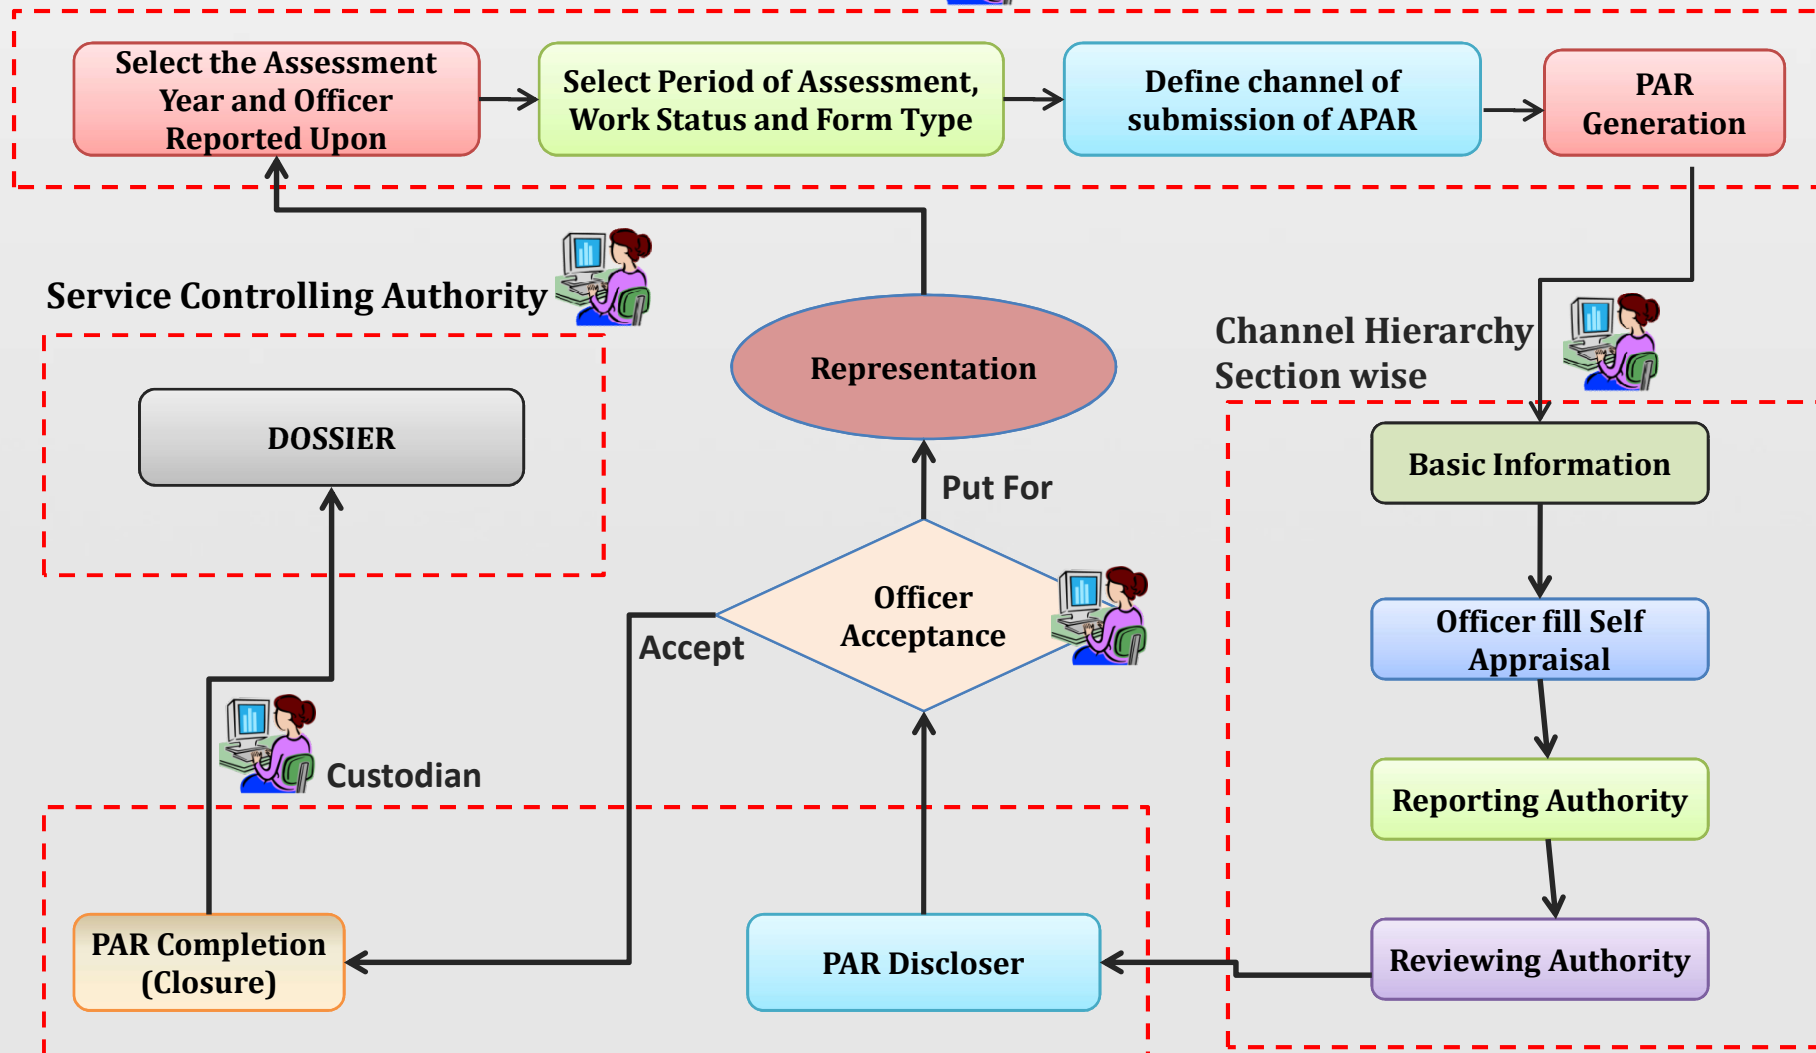 Select the Assessment
Year and Officer
Reported Upon
Select Period of Assessment,
Work Status and Form Type
Define channel of
submission of APAR
PAR
Generation
Service Controlling Authority
Channel Hierarchy
Section wise
Representation
DOSSIER
Basic Information
Put For
Officer
Acceptance
Accept
Officer fill Self
Appraisal
Custodian
Reporting Authority
PAR Completion
(Closure)
PAR Discloser
Reviewing Authority